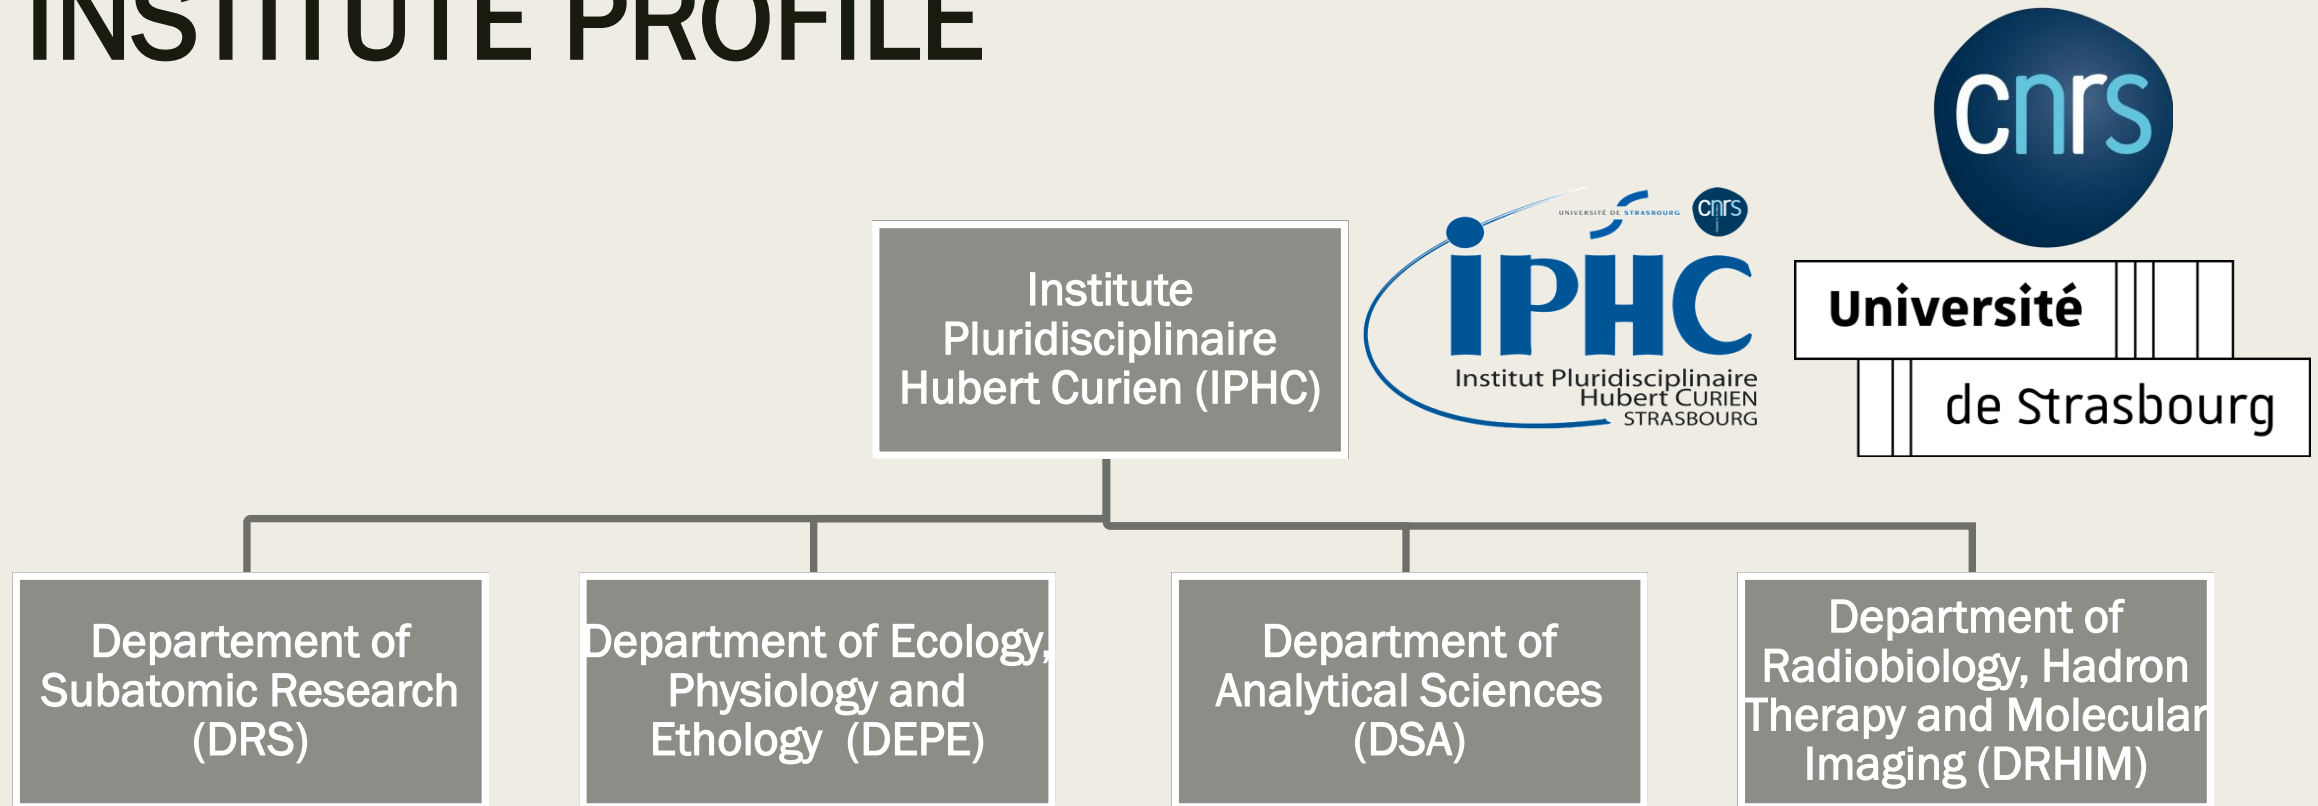 INSTITUTE PROFILE
cnrs
UNIVERSITÉ DE STRASBOURG
cnrs
Institute
Pluridisciplinaire
Hubert Curien (IPHC)
iPHC
Institut Pluridisciplinaire
Hubert CURIEN
STRASBOURG
Université
de Strasbourg
Departement of
Subatomic Research
(DRS)
Department of Ecology,
Physiology and
Ethology (DEPE)
Department of
Analytical Sciences
(DSA)
Department of
Radiobiology, Hadron
Therapy and Molecular
Imaging (DRHIM)